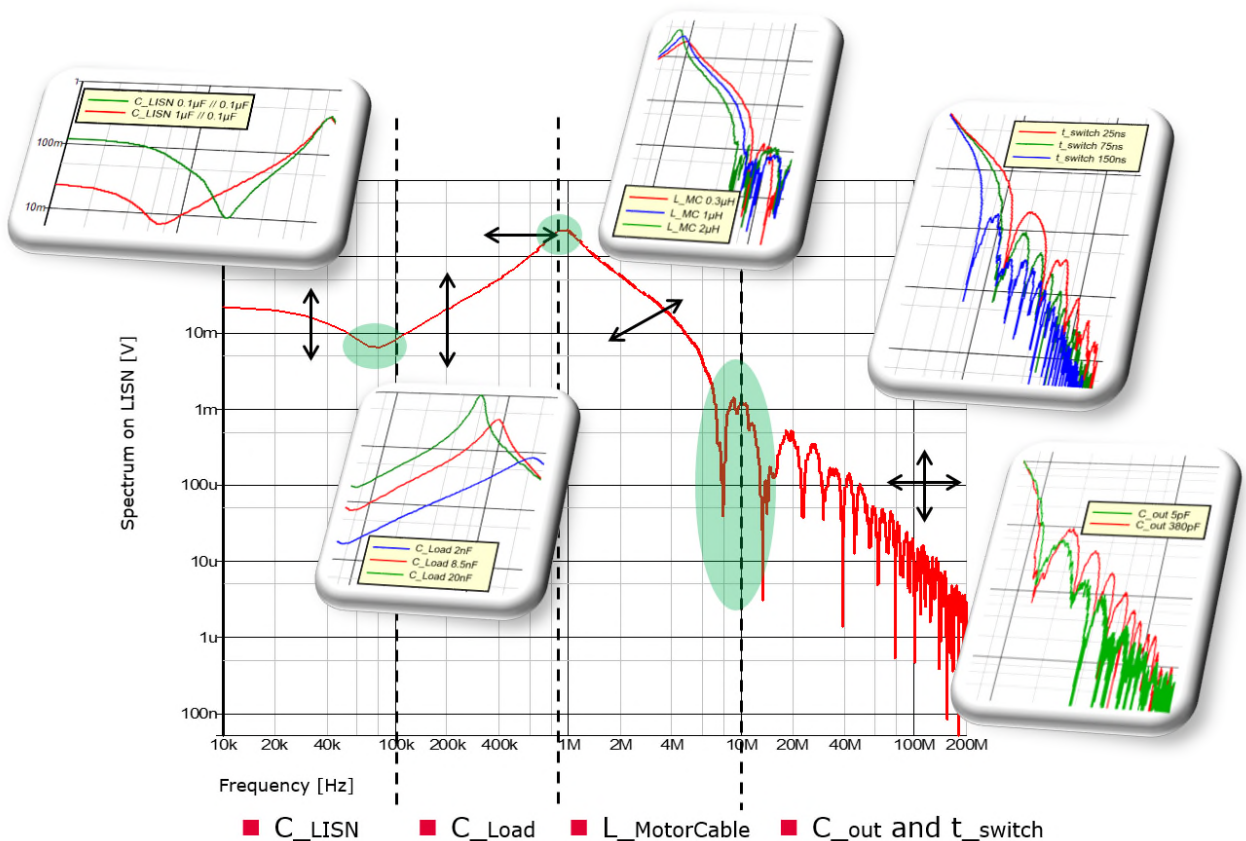 1
C_LISN 0.1µF // 0.1µF
C_LISN 1µF // 0.1µF
100m
10m
L_MC 0.3µH
L_MC 1µH
L_MC 2µH
t_switch 25ns
t_switch 75ns
t_switch 150ns
C_Load 2nF
C_Load 8.5nF
C_Load 20nF
C_out 5pF
C_out 380pF
Spectrum on LISN [V]
10m
1m
100u
10u
1u
100n
10k 20k 40k 100k 200k 400k 1M 2M 4M 10M 20M 40M 100M 200M
Frequency [Hz]
C_LISN C_Load L_MotorCable C_out and t_switch